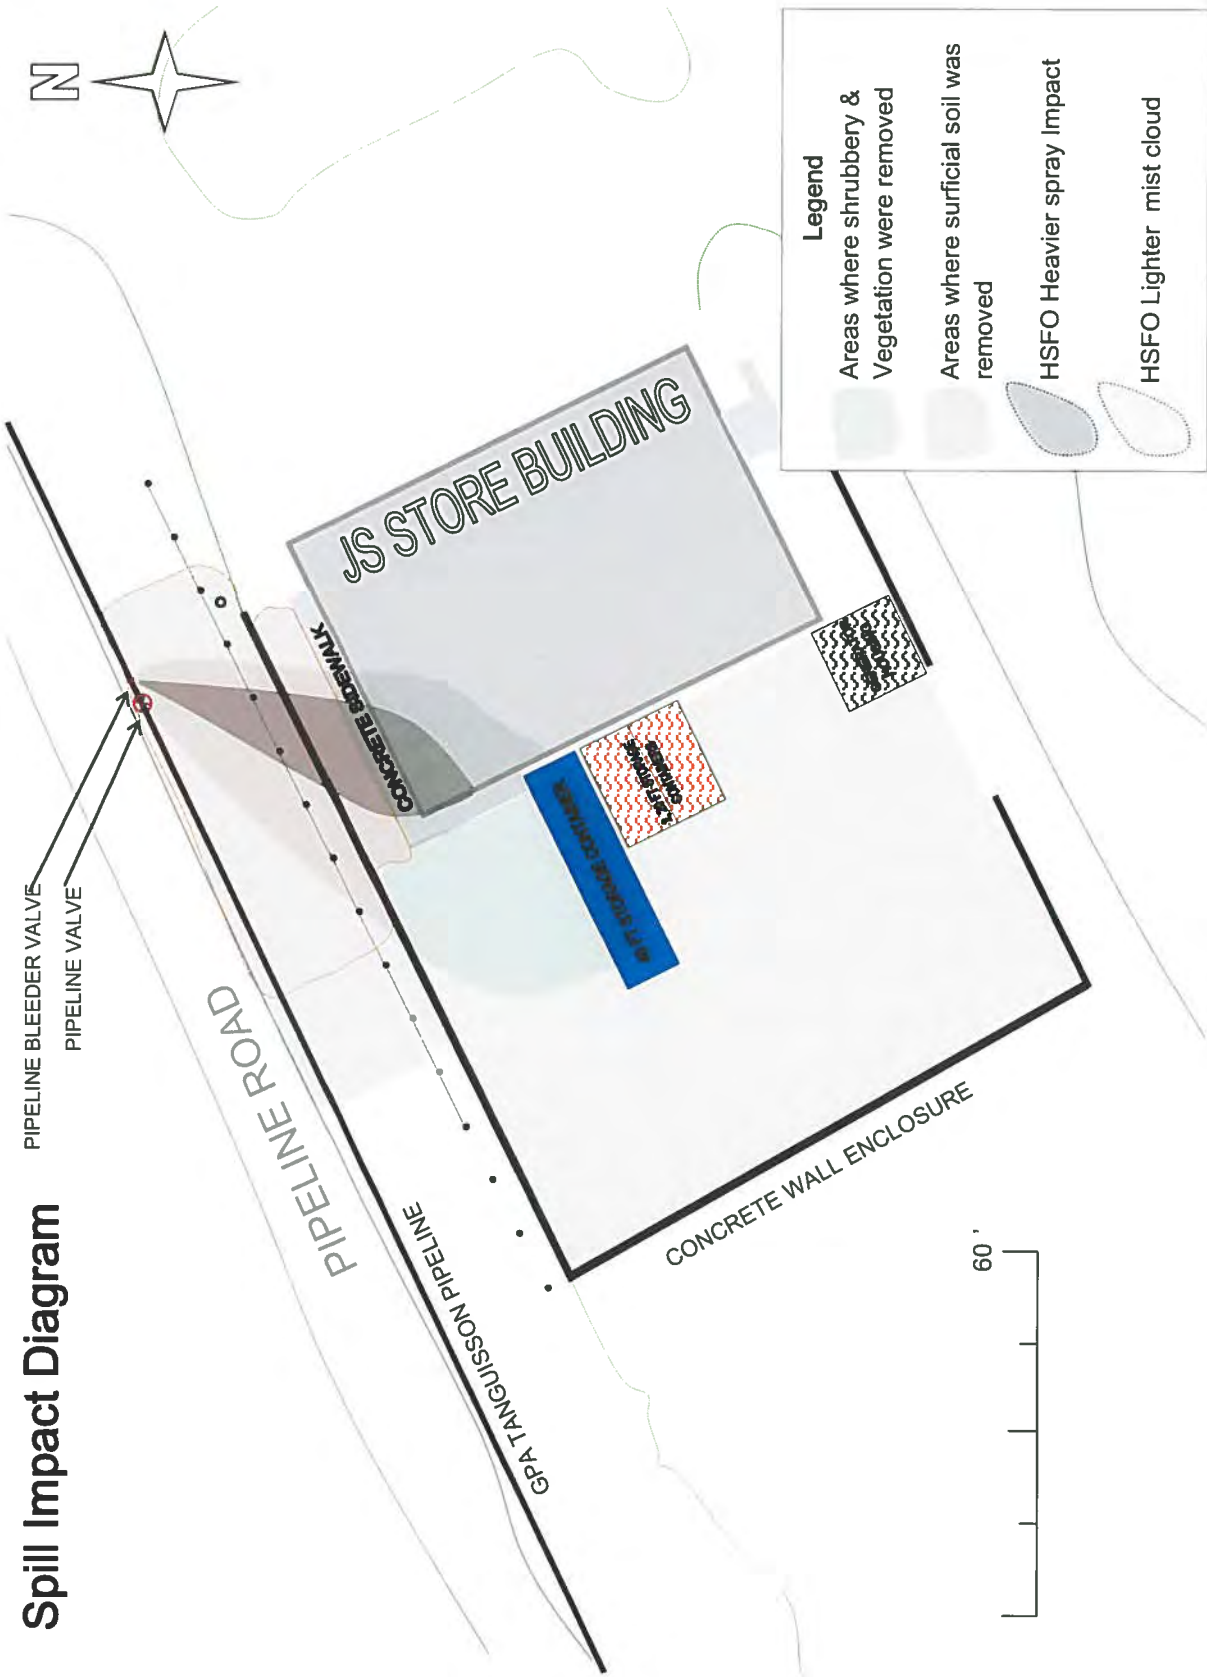 Spill Impact Diagram
N
PIPELINE BLEEDER VALVE
PIPELINE VALVE
PIPELINE ROAD
GPA TANGUISSON PIPELINE
CONCRETE SIDEWALK
JS STORE BUILDING
40 FT STORAGE CONTAINER
STORAGE
CONTAINERS
CONCRETE WALL ENCLOSURE
60 '
Legend
Areas where shrubbery &
Vegetation were removed
Areas where surficial soil was
removed
HSFO Heavier spray Impact
HSFO Lighter mist cloud